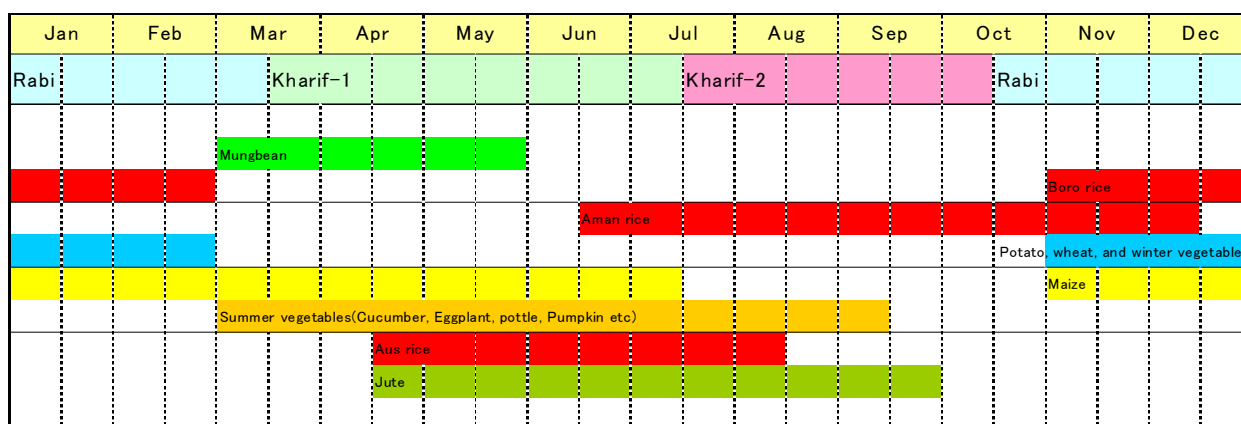 Jan Feb Mar Apr May Jun Jul Aug Sep Oct Nov Dec
Rabi Kharif-1 Kharif-2 Rabi
Mungbean
Boro rice
Aman rice
Potato, wheat, and winter vegetable
Maize
Summer vegetables(Cucumber, Eggplant, pottle, Pumpkin etc)
Aus rice
Jute